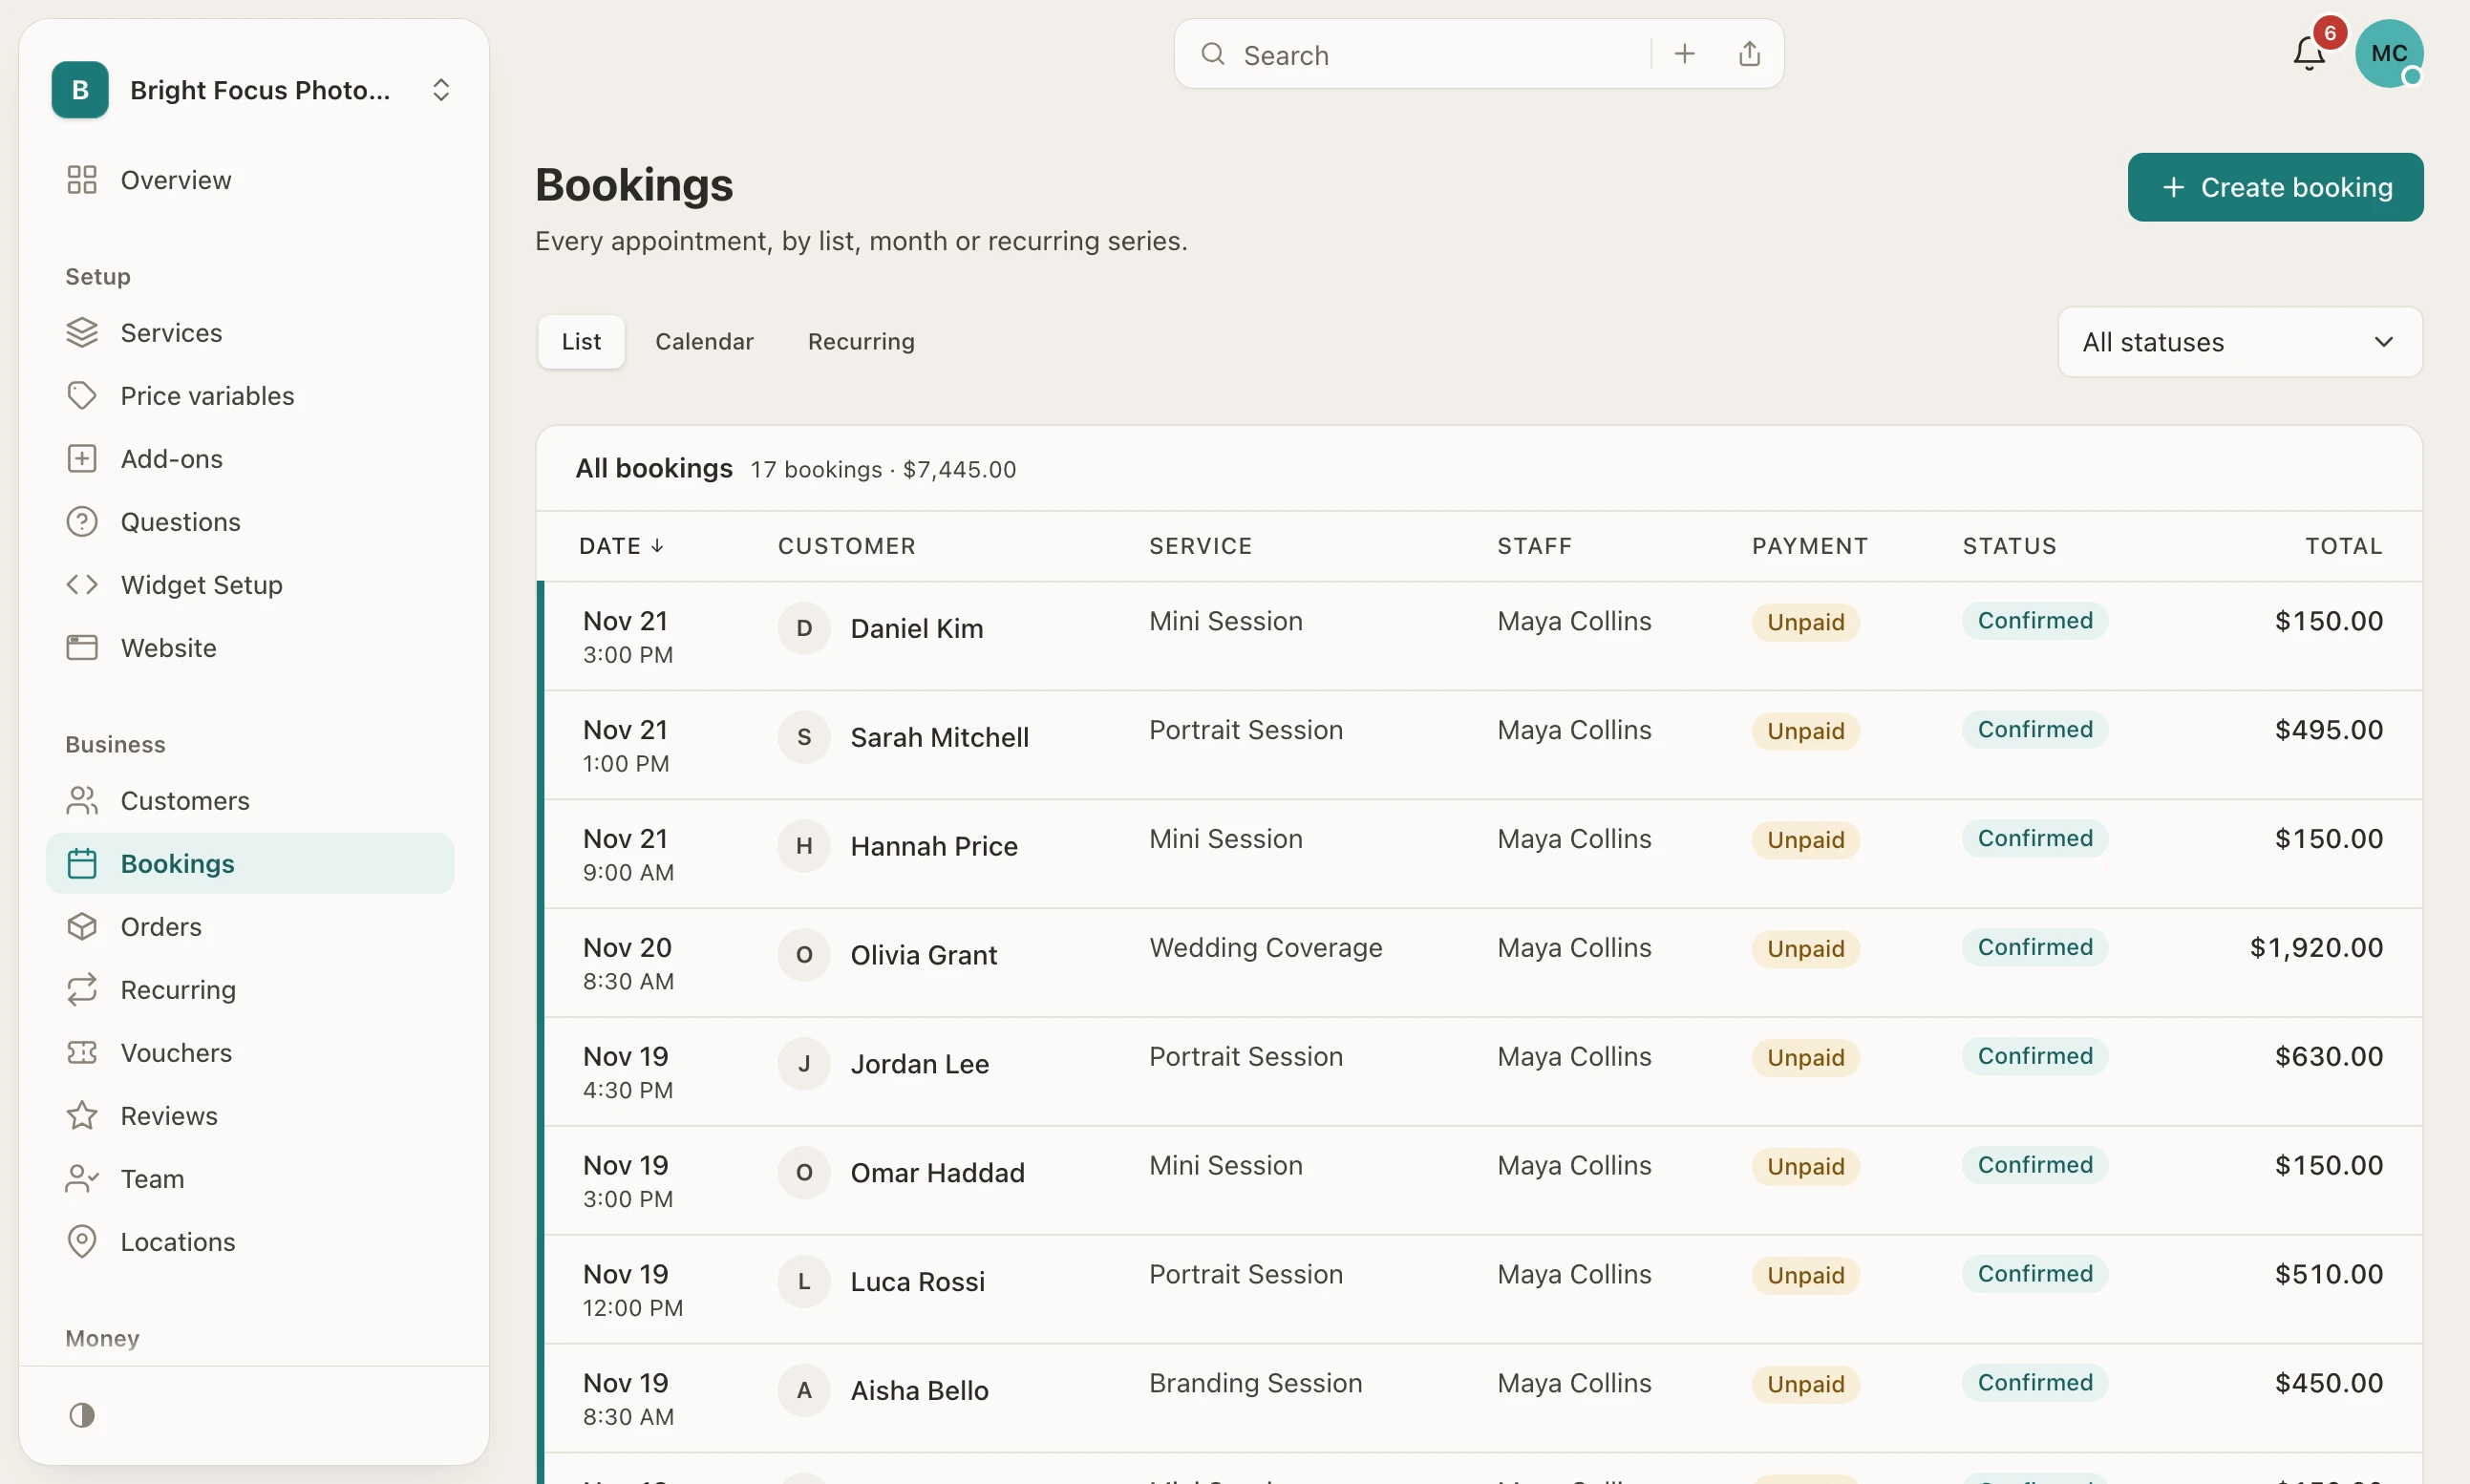 B Bright Focus Photo...
Search
6
MC
Overview
Setup
Services
Price variables
Add-ons
Questions
Widget Setup
Website
Business
Customers
Bookings
Orders
Recurring
Vouchers
Reviews
Team
Locations
Money
Bookings
Every appointment, by list, month or recurring series.
Create booking
List Calendar Recurring
All statuses
All bookings 17 bookings · $7,445.00
DATE ↓ CUSTOMER SERVICE STAFF PAYMENT STATUS TOTAL
Nov 21 D Daniel Kim Mini Session Maya Collins Unpaid Confirmed $150.00
3:00 PM
Nov 21 S Sarah Mitchell Portrait Session Maya Collins Unpaid Confirmed $495.00
1:00 PM
Nov 21 H Hannah Price Mini Session Maya Collins Unpaid Confirmed $150.00
9:00 AM
Nov 20 O Olivia Grant Wedding Coverage Maya Collins Unpaid Confirmed $1,920.00
8:30 AM
Nov 19 J Jordan Lee Portrait Session Maya Collins Unpaid Confirmed $630.00
4:30 PM
Nov 19 O Omar Haddad Mini Session Maya Collins Unpaid Confirmed $150.00
3:00 PM
Nov 19 L Luca Rossi Portrait Session Maya Collins Unpaid Confirmed $510.00
12:00 PM
Nov 19 A Aisha Bello Branding Session Maya Collins Unpaid Confirmed $450.00
8:30 AM